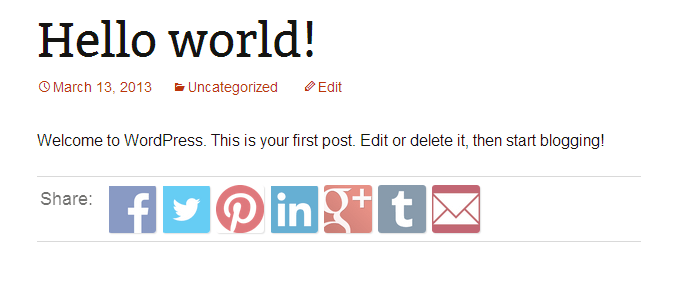 Hello world!
March 13, 2013 Uncategorized Edit
Welcome to WordPress. This is your first post. Edit or delete it, then start blogging!
Share: f in g+ t